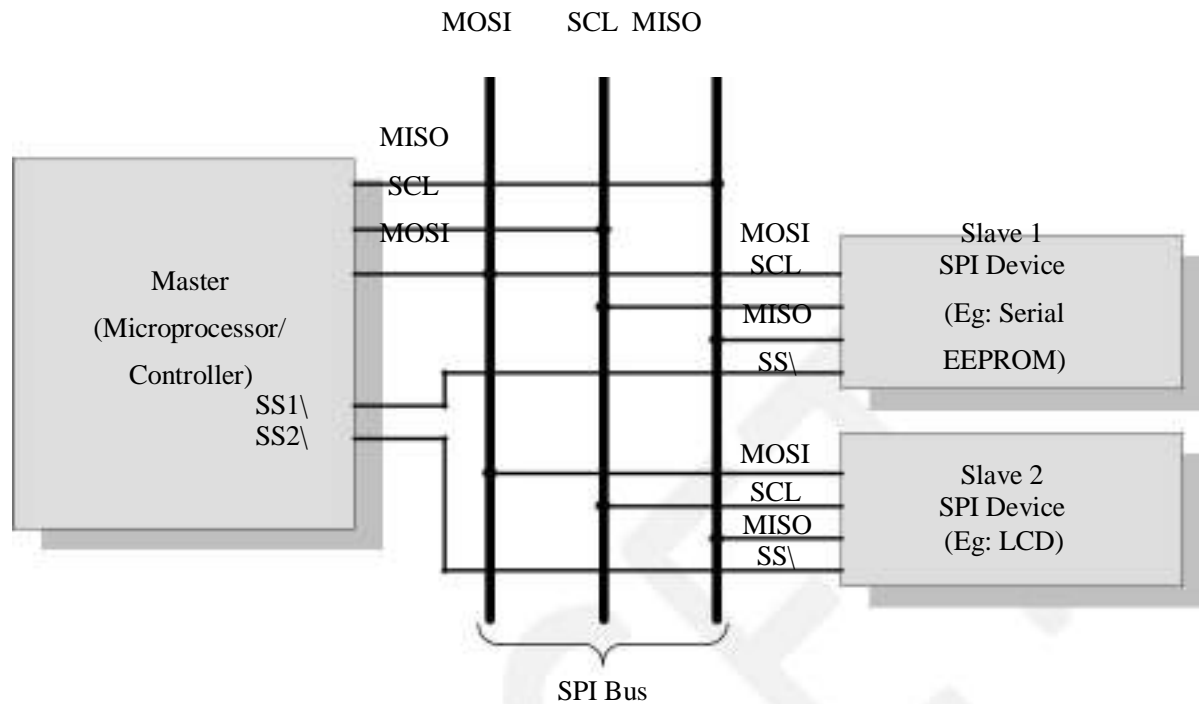 MOSI SCL MISO
MISO
SCL
MOSI
Master
(Microprocessor/
Controller)
SS1\
SS2\
MOSI
SCL
MISO
SS\
Slave 1
SPI Device
(Eg: Serial
EEPROM)
MOSI
SCL
MISO
SS\
Slave 2
SPI Device
(Eg: LCD)
SPI Bus